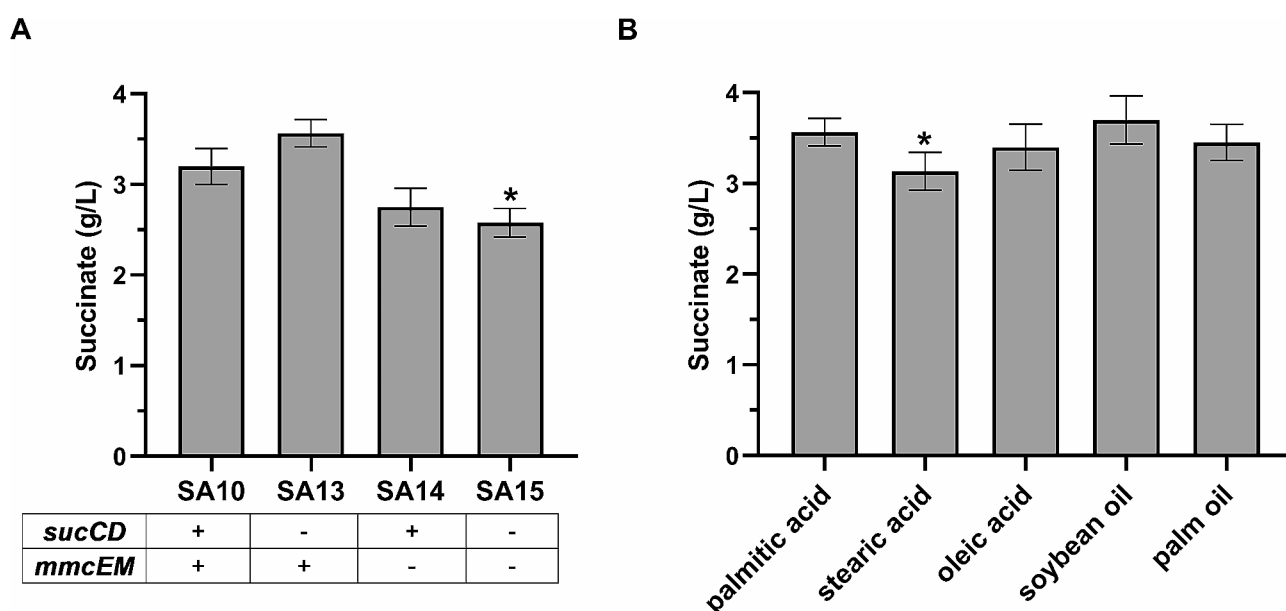 A
Succinate (g/L)
4
3
2
1
0
*
SA10 SA13 SA14 SA15
sucCD + - + -
mmcEM + + - -
B
Succinate (g/L)
4
3
2
1
0
*
palmitic acid
stearic acid
oleic acid
soybean oil
palm oil